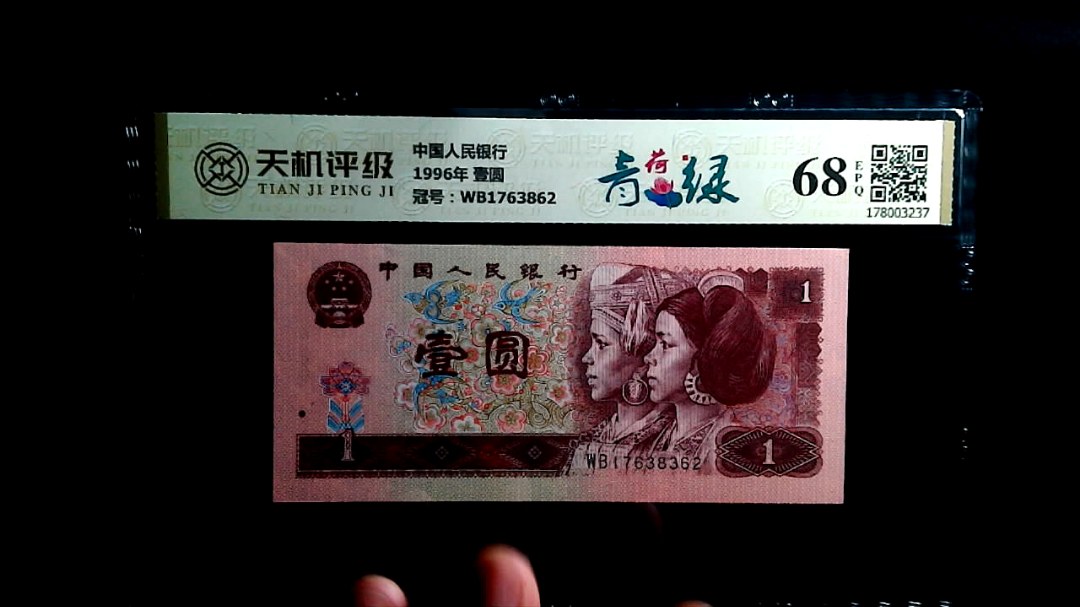 天机评级
TIAN JI PING JI
中国人民银行
1996年 壹圆
冠号：WB1763862
青荷绿
68
EPQ
178003237
中国人民银行
1
壹圆
1
WB17638362
1